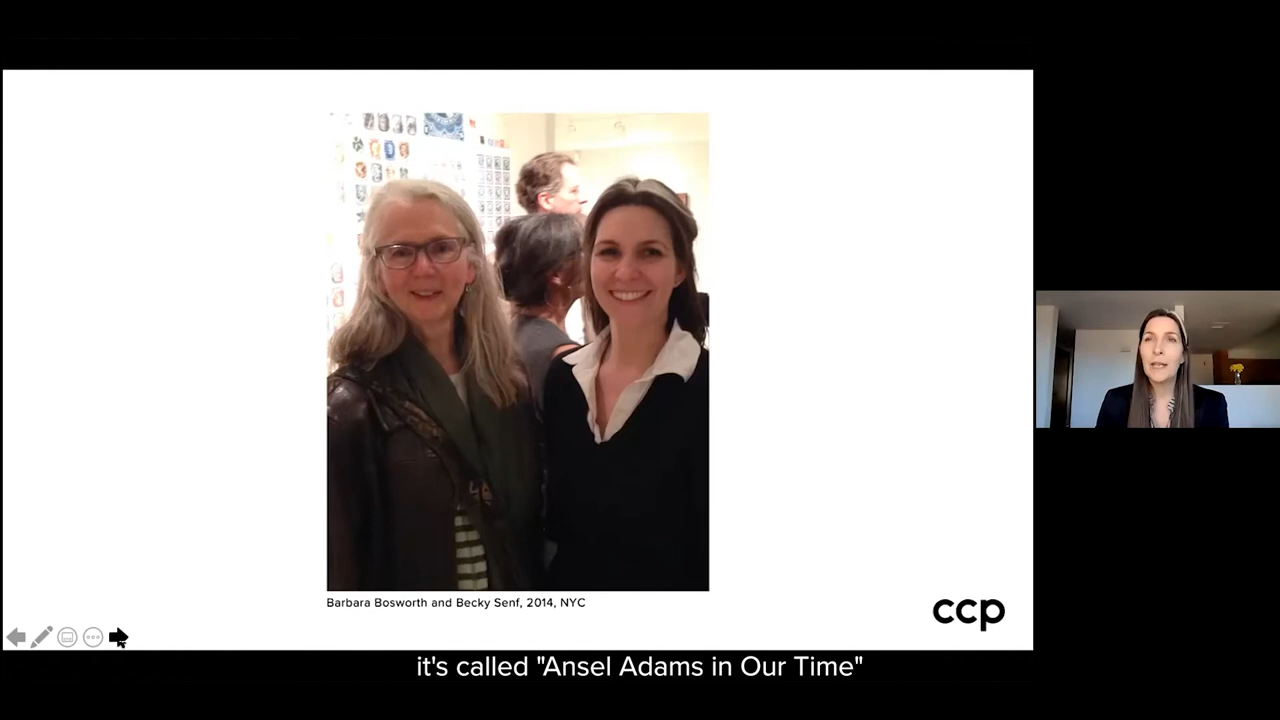 Barbara Bosworth and Becky Senf, 2014, NYC
ccp
it's called "Ansel Adams in Our Time"